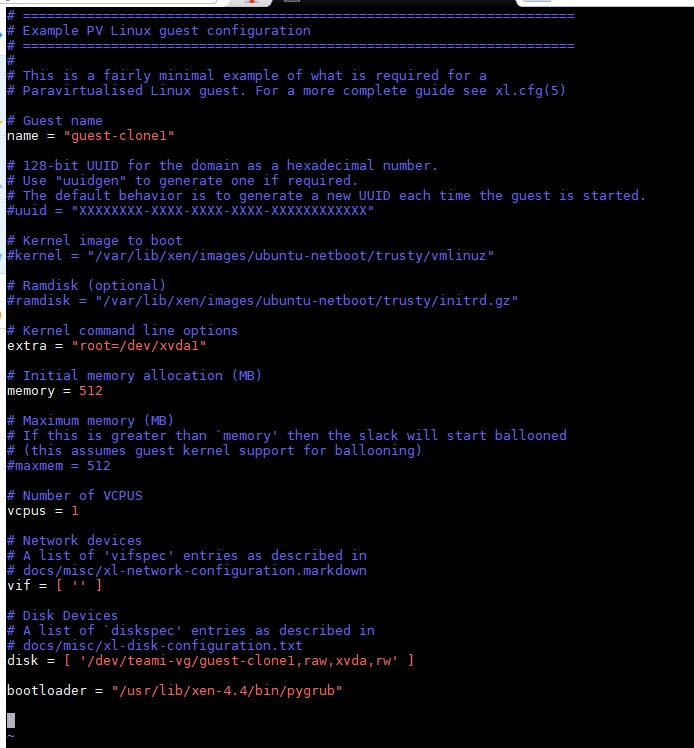 # ======================================================================
# Example PV Linux guest configuration
# ======================================================================
#
# This is a fairly minimal example of what is required for a
# Paravirtualised Linux guest. For a more complete guide see xl.cfg(5)
# Guest name
name = "guest-clone1"
# 128-bit UUID for the domain as a hexadecimal number.
# Use "uuidgen" to generate one if required.
# The default behavior is to generate a new UUID each time the guest is started.
#uuid = "XXXXXXXX-XXXX-XXXX-XXXX-XXXXXXXXXXXX"
# Kernel image to boot
#kernel = "/var/lib/xen/images/ubuntu-netboot/trusty/vmlinuz"
# Ramdisk (optional)
#ramdisk = "/var/lib/xen/images/ubuntu-netboot/trusty/initrd.gz"
# Kernel command line options
extra = "root=/dev/xvda1"
# Initial memory allocation (MB)
memory = 512
# Maximum memory (MB)
# If this is greater than `memory' then the slack will start ballooned
# (this assumes guest kernel support for ballooning)
#maxmem = 512
# Number of VCPUS
vcpus = 1
# Network devices
# A list of 'vifspec' entries as described in
# docs/misc/xl-network-configuration.markdown
vif = [ '' ]
# Disk Devices
# A list of `diskspec' entries as described in
# docs/misc/xl-disk-configuration.txt
disk = [ '/dev/teami-vg/guest-clone1,raw,xvda,rw' ]
bootloader = "/usr/lib/xen-4.4/bin/pygrub"
~